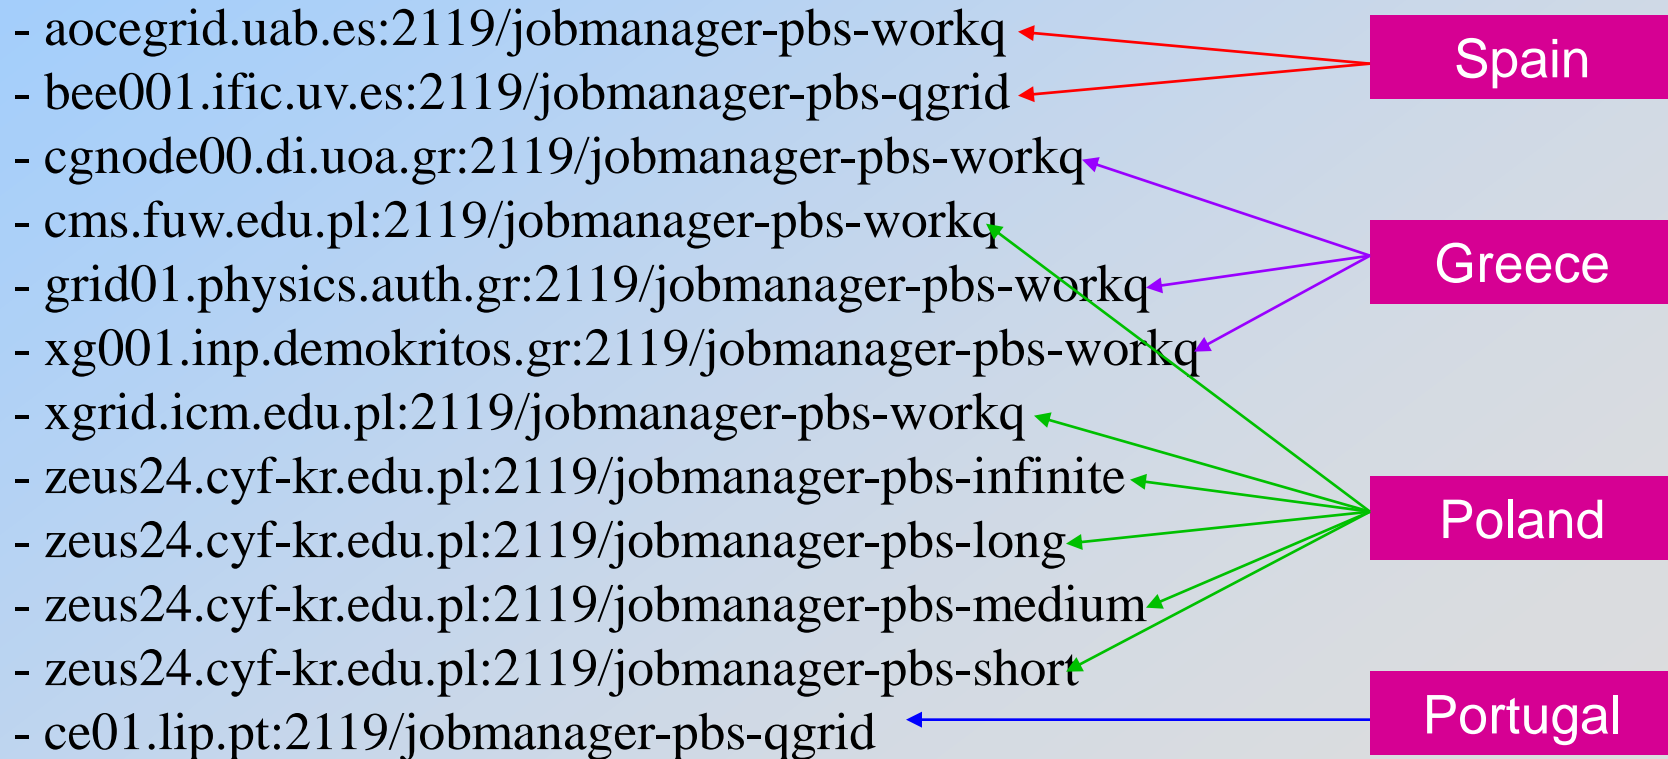 - aocegrid.uab.es:2119/jobmanager-pbs-workq
- bee001.ific.uv.es:2119/jobmanager-pbs-qgrid
- cgnode00.di.uoa.gr:2119/jobmanager-pbs-workq
- cms.fuw.edu.pl:2119/jobmanager-pbs-workq
- grid01.physics.auth.gr:2119/jobmanager-pbs-workq
- xg001.inp.demokritos.gr:2119/jobmanager-pbs-workq
- xgrid.icm.edu.pl:2119/jobmanager-pbs-workq
- zeus24.cyf-kr.edu.pl:2119/jobmanager-pbs-infinite
- zeus24.cyf-kr.edu.pl:2119/jobmanager-pbs-long
- zeus24.cyf-kr.edu.pl:2119/jobmanager-pbs-medium
- zeus24.cyf-kr.edu.pl:2119/jobmanager-pbs-short
- ce01.lip.pt:2119/jobmanager-pbs-qgrid
Spain
Greece
Poland
Portugal